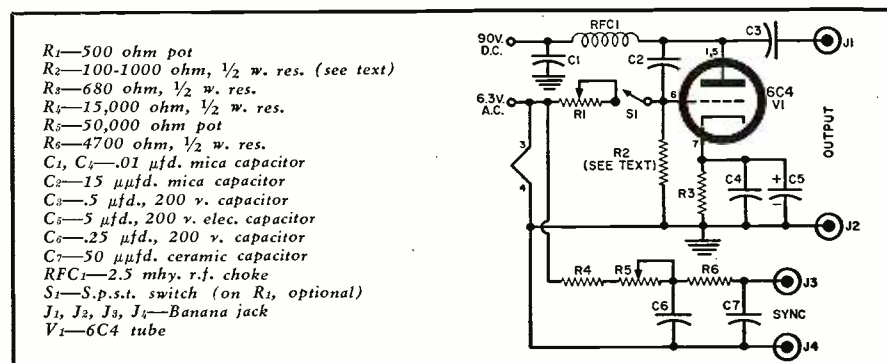 R1—500 ohm pot
R2—100-1000 ohm, 1/2 w. res. (see text)
R3—680 ohm, 1/2 w. res.
R4—15,000 ohm, 1/2 w. res.
R5—50,000 ohm pot
R6—4700 ohm, 1/2 w. res.
C1, C4—.01 μfd. mica capacitor
C2—15 μμfd. mica capacitor
C3—.5 μfd., 200 v. capacitor
C5—5 μfd., 200 v. elec. capacitor
C6—.25 μfd., 200 v. capacitor
C7—50 μμfd. ceramic capacitor
RFC1—2.5 mhy. r.f. choke
S1—S.p.s.t. switch (on R1, optional)
J1, J2, J3, J4—Banana jack
V1—6C4 tube
90V.
D.C.
RFC1
C1
C2
C3
J1
1,5
6C4
V1
6.3V.
A.C.
R1
S1
6
7
3
4
R2
(SEE TEXT)
R3
C4
+
C5
−
OUTPUT
J2
R4
R5
R6
J3
C6
C7
SYNC
J4